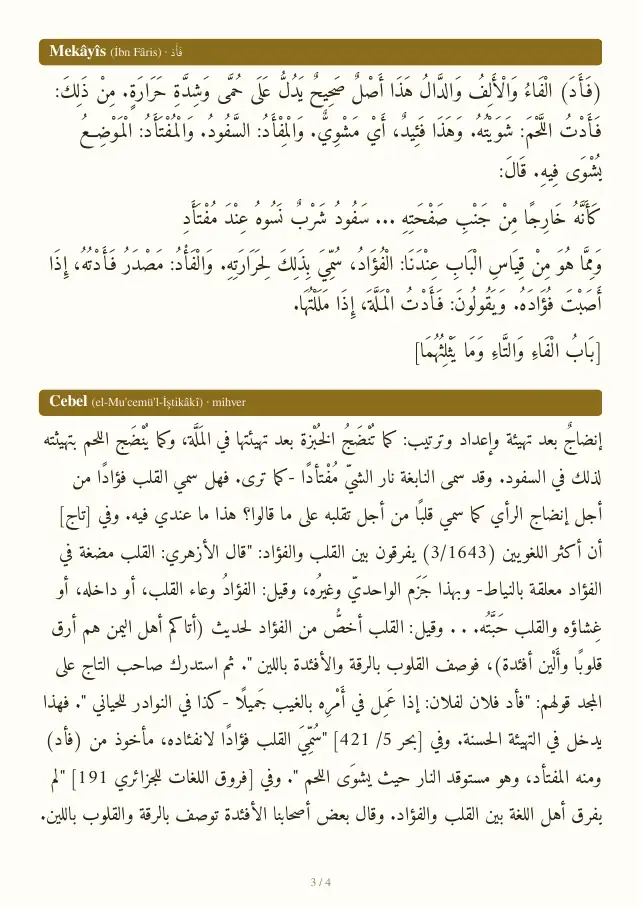 Mekâyîs (İbn Fâris) · فأد
(فَأَدَ) الْفَاءُ وَالْأَلِفُ وَالدَّالُ هَذَا أَصْلٌ صَحِيحٌ يَدُلُّ عَلَى حُمَّى وَشِدَّةِ حَرَارَةٍ. مِنْ ذَلِكَ:
فَأَدْتُ اللَّحْمَ: شَوَيْتُهُ. وَهَذَا فَئِيدٌ، أَيْ مَشْوِيٌّ. وَالْمِفْأَدُ: السَّفُودُ. وَالْمُفْتَأَدُ: الْمَوْضِعُ
يُشْوَى فِيهِ. قَالَ:
كَأَنَّهُ خَارِجًا مِنْ جَنْبِ صَفْحَتِهِ ... سَفُودُ شَرْبٌ نَسُوهُ عِنْدَ مُفْتَأَدِ
وَمِمَّا هُوَ مِنْ قِيَاسِ الْبَابِ عِنْدَنَا: الْفُؤَادُ، سُمِّيَ بِذَلِكَ لِحَرَارَتِهِ. وَالْفَأْدُ: مَصْدَرُ فَأَدْتُهُ، إِذَا
أَصَبْتَ فُؤَادَهُ. وَيَقُولُونَ: فَأَدْتُ الْمَلَّةَ، إِذَا مَلَلْتُهَا.
[بَابُ الْفَاءِ وَالتَّاءِ وَمَا يَثْلِثُهُمَا]
Cebel (el-Mu'cemü'l-İştikâkî) · mihver
إنضاجٌ بعد تهيئة وإعداد وترتيب: كما تُنْضَجُ الخُبْزة بعد تهيئتها في المَلَّة، وكما يُنْضَج اللحم بتهيئته
لذلك في السفود. وقد سمى النابغة نار الشيّ مُفْتأدًا -كما ترى. فهل سمي القلب فؤادًا من
أجل إنضاج الرأي كما سمي قلبًا من أجل تقلبه على ما قالوا؟ هذا ما عندي فيه. وفي [تاج]
أن أكثر اللغويين (3/1643) يفرقون بين القلب والفؤاد: "قال الأزهري: القلب مضغة في
الفؤاد معلقة بالنياط- وبهذا جَزَم الواحديّ وغيرُه، وقيل: الفؤادُ وعاء القلب، أو داخله، أو
غِشاؤه والقلب حَبَّتُه. . . وقيل: القلب أخصُّ من الفؤاد لحديث (أتاكم أهل اليمن هم أرق
قلوبًا وأَلْين أفئدة)، فوصف القلوب بالرقة والأفئدة باللين ". ثم استدرك صاحب التاج على
المجد قولهم: "فأد فلان لفلان: إذا عَمِل في أَمْرِه بالغيب جَميلًا -كذا في النوادر للحياني ". فهذا
يدخل في التهيئة الحسنة. وفي [بحر 5/ 421] "سُمِّيَ القلب فؤادًا لانفئاده، مأخوذ من (فأد)
ومنه المفتأد، وهو مستوقد النار حيث يشوَى اللحم ". وفي [فروق اللغات للجزائري 191] "لم
يفرق أهل اللغة بين القلب والفؤاد. وقال بعض أصحابنا الأفئدة توصف بالرقة والقلوب باللين.
3 / 4